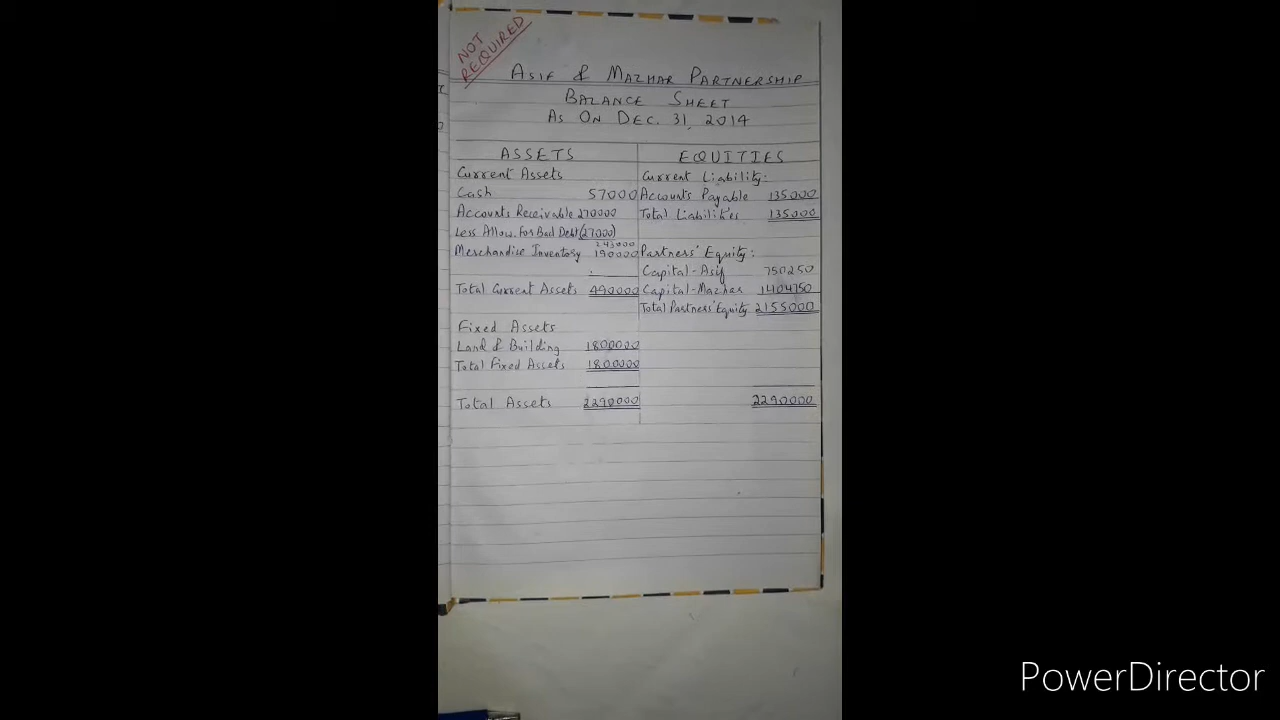 NOT
REQUIRED
ASIF & MAZHAR PARTNERSHIP
BALANCE SHEET
AS ON DEC. 31, 2014
ASSETS
Current Assets
Cash 57000
Accounts Receivable 270000
Less Allow. for Bad Debt (27000)
243000
Merchandise Inventory 190000
Total Current Assets 490000
Fixed Assets
Land & Building 1800000
Total Fixed Assets 1800000
Total Assets 2290000
EQUITIES
Current Liability:
Accounts Payable 135000
Total Liabilities 135000
Partners' Equity:
Capital-Asif 750250
Capital-Mazhar 1404750
Total Partners' Equity 2155000
2290000
PowerDirector